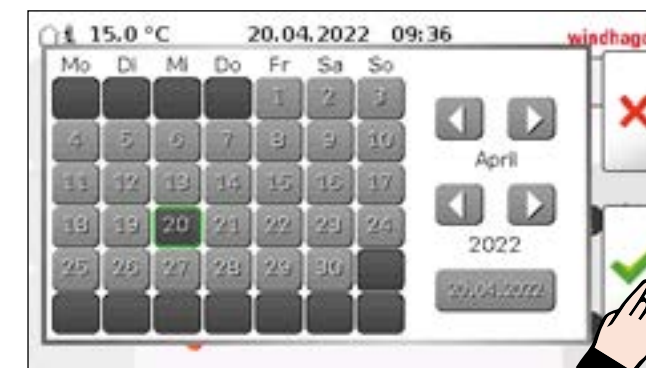 15.0 °C 20.04.2022 09:36
windhage
Mo Di Mi Do Fr Sa So
1 2 3
4 5 6 7 8 9 10
11 12 13 14 15 16 17
18 19 20 21 22 23 24
25 26 27 28 29 30
April
2022
20.04.2022